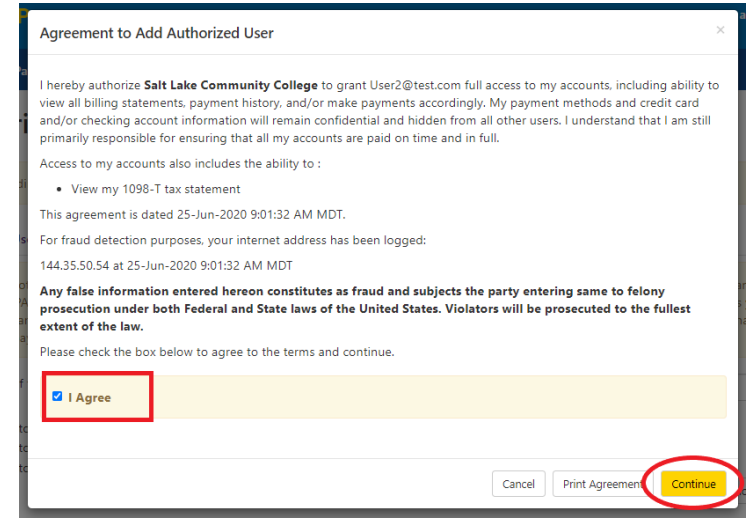 Agreement to Add Authorized User
×
I hereby authorize Salt Lake Community College to grant User2@test.com full access to my accounts, including ability to
view all billing statements, payment history, and/or make payments accordingly. My payment methods and credit card
and/or checking account information will remain confidential and hidden from all other users. I understand that I am still
primarily responsible for ensuring that all my accounts are paid on time and in full.
Access to my accounts also includes the ability to :
• View my 1098-T tax statement
This agreement is dated 25-Jun-2020 9:01:32 AM MDT.
For fraud detection purposes, your internet address has been logged:
144.35.50.54 at 25-Jun-2020 9:01:32 AM MDT
Any false information entered hereon constitutes as fraud and subjects the party entering same to felony
prosecution under both Federal and State laws of the United States. Violators will be prosecuted to the fullest
extent of the law.
Please check the box below to agree to the terms and continue.
I Agree
Cancel Print Agreement Continue